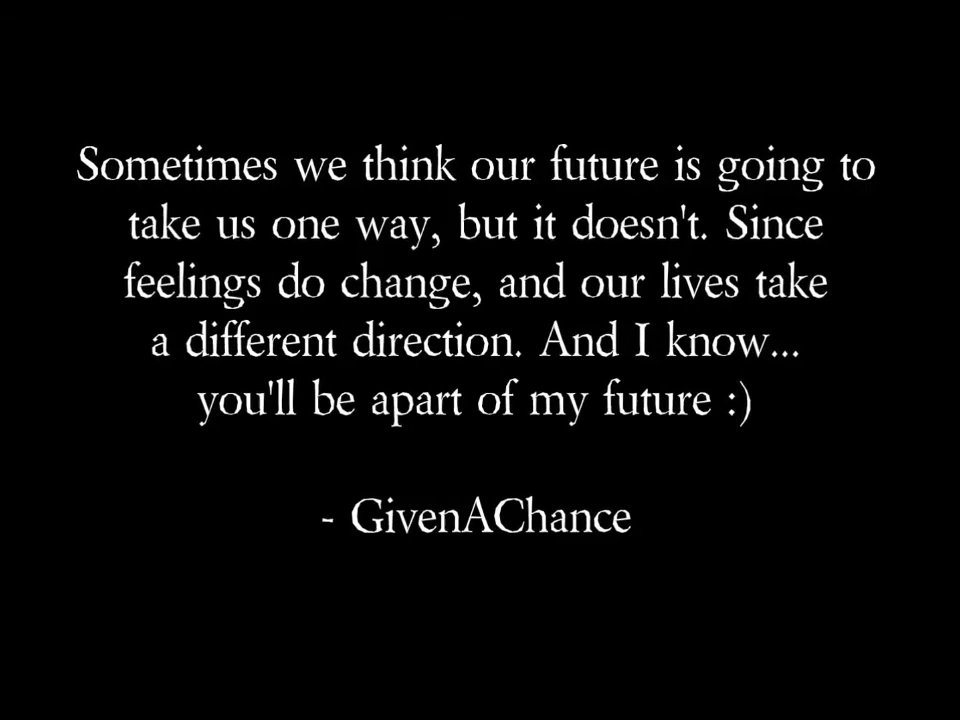 Sometimes we think our future is going to
take us one way, but it doesn't. Since
feelings do change, and our lives take
a different direction. And I know...
you'll be apart of my future :)
- GivenAChance